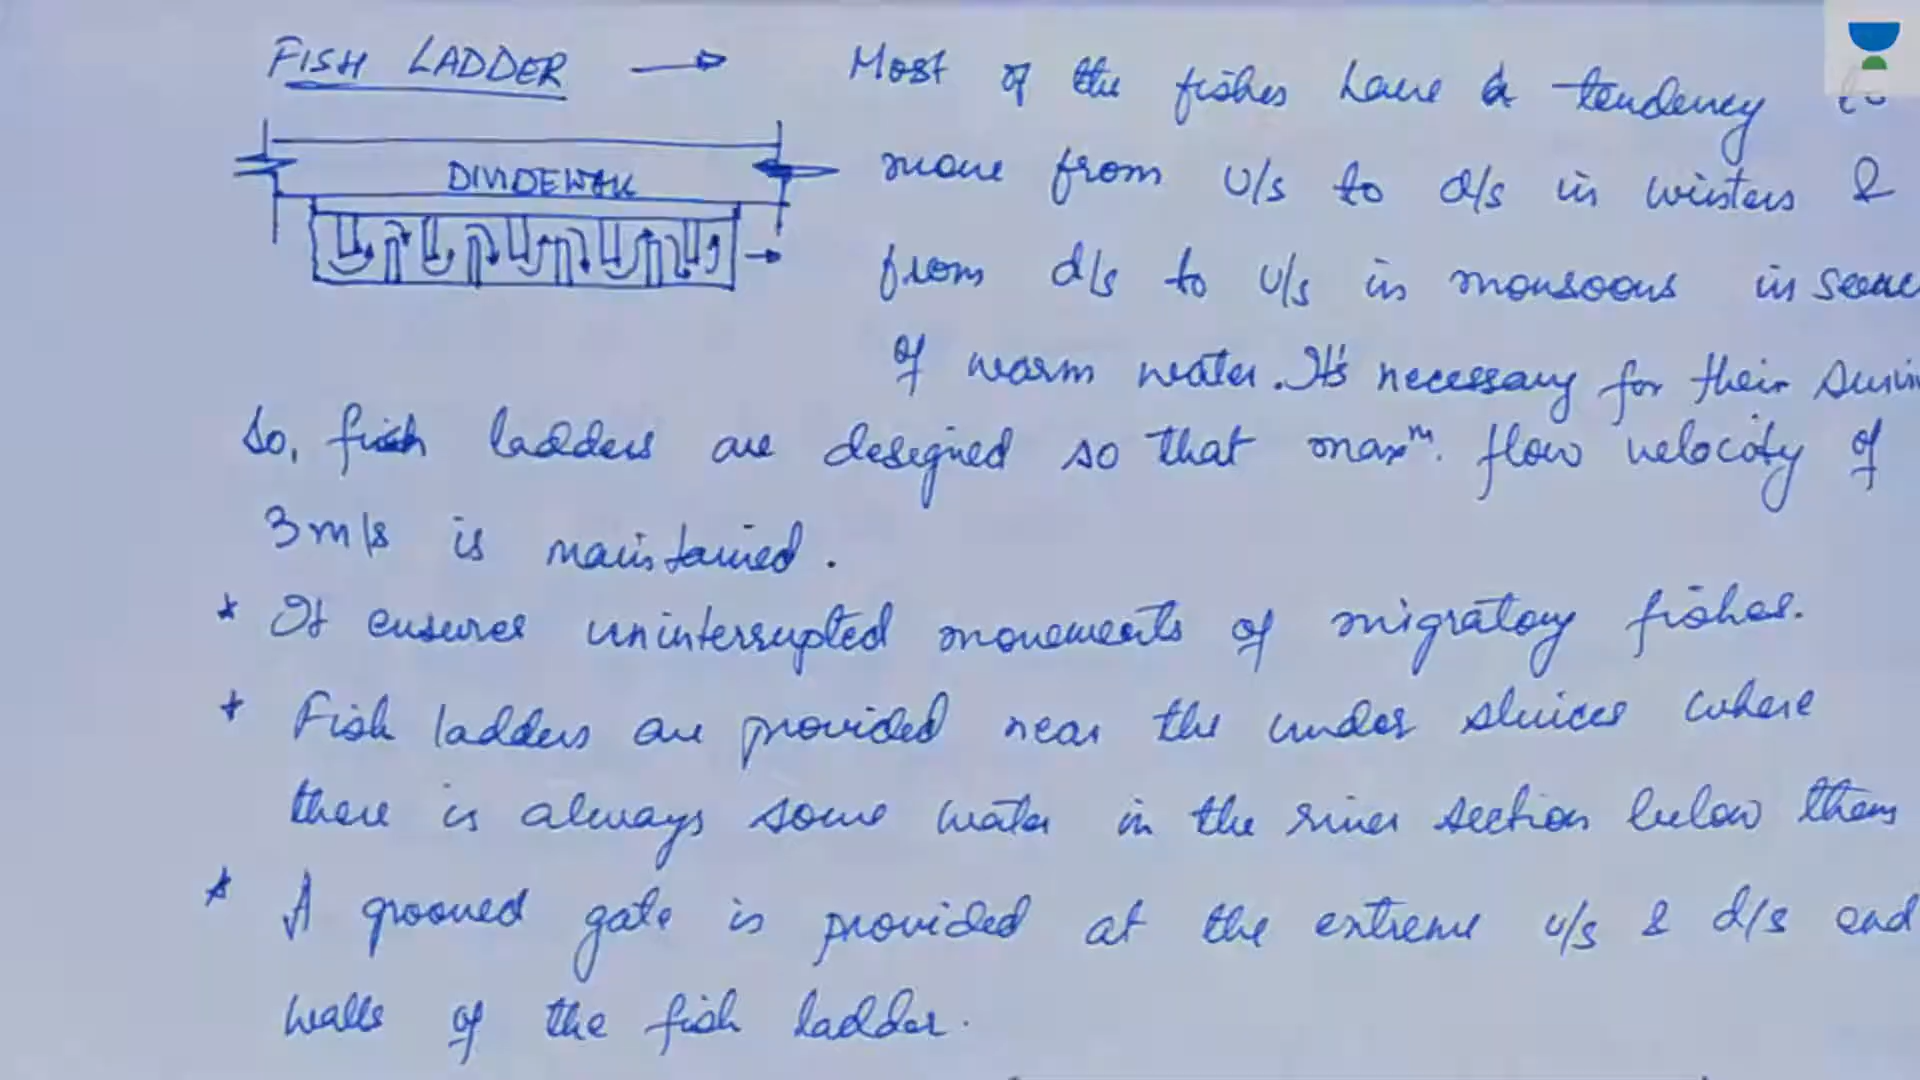 FISH LADDER → Most of the fishes have a tendency to
DIVIDEWALL
move from U/s to d/s in winters &
from d/s to U/s in monsoons in
of warm water. It's necessary for their
So, fish ladders are designed so that maxᵐ. flow velocity of
3m/s is maintained.
* It ensures uninterrupted movements of migratory fishes.
* Fish ladders are provided near the under sluices where
there is always some water in the river section below them
* A grooved gate is provided at the extreme u/s & d/s end
walls of the fish ladder.